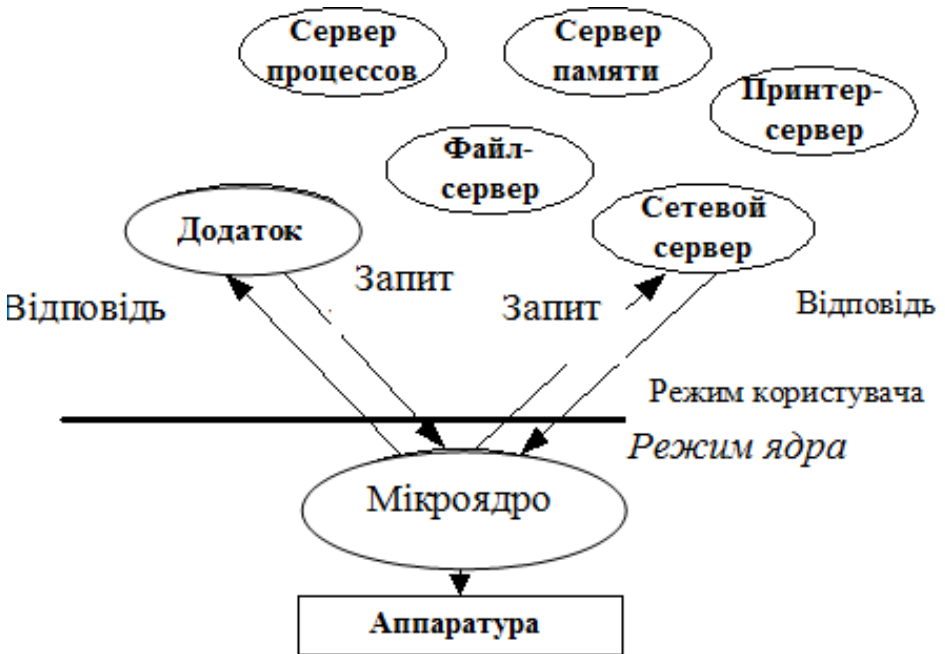 Сервер
процессов
Сервер
памяти
Принтер-
сервер
Файл-
сервер
Додаток
Сетевой
сервер
Запит
Відповідь
Запит
Відповідь
Режим користувача
Режим ядра
Мікроядро
Аппаратура